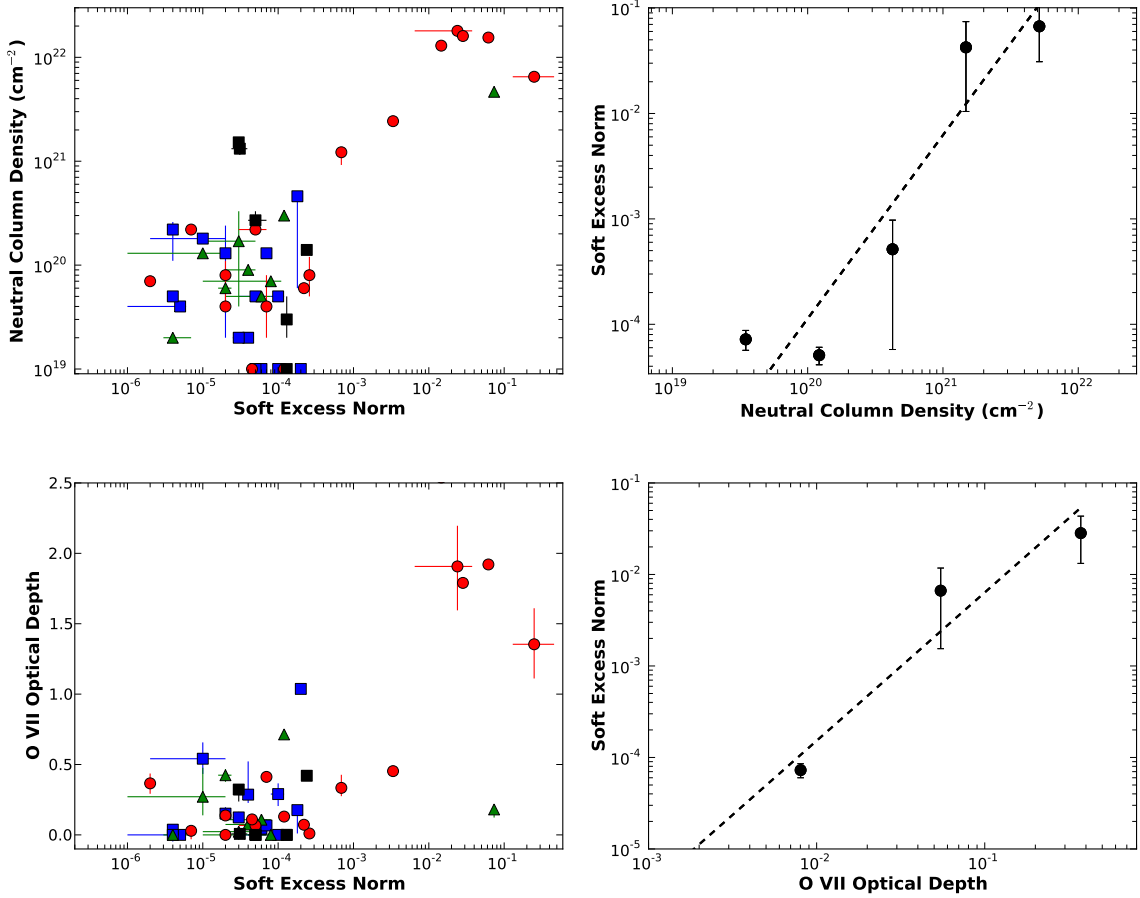 10^22
10^21
10^20
10^19
Neutral Column Density (cm^−2)
10^-6 10^-5 10^-4 10^-3 10^-2 10^-1
Soft Excess Norm
10^-1
10^-2
10^-3
10^-4
Soft Excess Norm
10^19 10^20 10^21 10^22
Neutral Column Density (cm^−2)
2.5
2.0
1.5
1.0
0.5
0.0
O VII Optical Depth
10^-6 10^-5 10^-4 10^-3 10^-2 10^-1
Soft Excess Norm
10^-1
10^-2
10^-3
10^-4
10^-5
Soft Excess Norm
10^-3 10^-2 10^-1
O VII Optical Depth